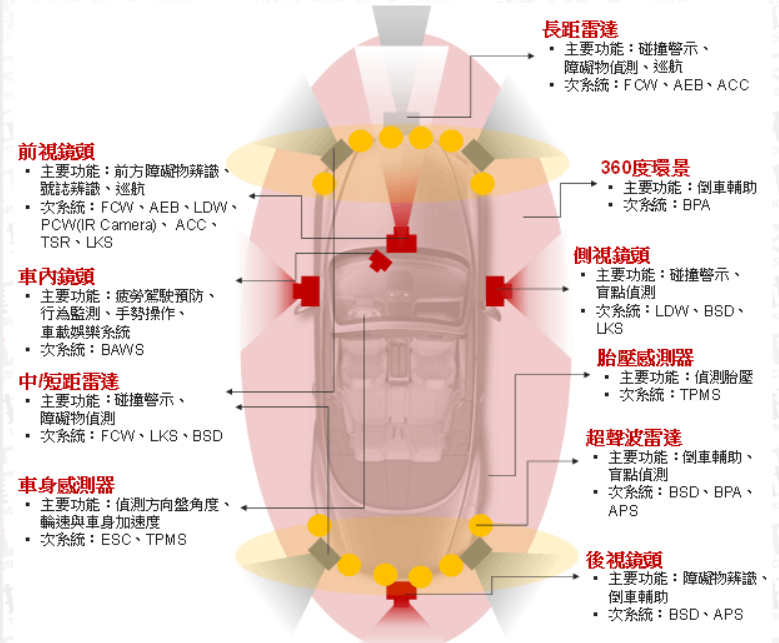 長距雷達
▪ 主要功能：碰撞警示、
障礙物偵測、巡航
▪ 次系統：FCW、AEB、ACC
前視鏡頭
▪ 主要功能：前方障礙物辨識、
號誌辨識、巡航
▪ 次系統：FCW、AEB、LDW、
PCW(IR Camera)、ACC、
TSR、LKS
360度環景
▪ 主要功能：倒車輔助
▪ 次系統：BPA
車內鏡頭
▪ 主要功能：疲勞駕駛預防、
行為監測、手勢操作、
車載娛樂系統
▪ 次系統：BAWS
側視鏡頭
▪ 主要功能：碰撞警示、
盲點偵測
▪ 次系統：LDW、BSD、
LKS
中/短距雷達
▪ 主要功能：碰撞警示、
障礙物偵測
▪ 次系統：FCW、LKS、BSD
胎壓感測器
▪ 主要功能：偵測胎壓
▪ 次系統：TPMS
車身感測器
▪ 主要功能：偵測方向盤角度、
輪速與車身加速度
▪ 次系統：ESC、TPMS
超聲波雷達
▪ 主要功能：倒車輔助、
盲點偵測
▪ 次系統：BSD、BPA、
APS
後視鏡頭
▪ 主要功能：障礙物辨識、
倒車輔助
▪ 次系統：BSD、APS